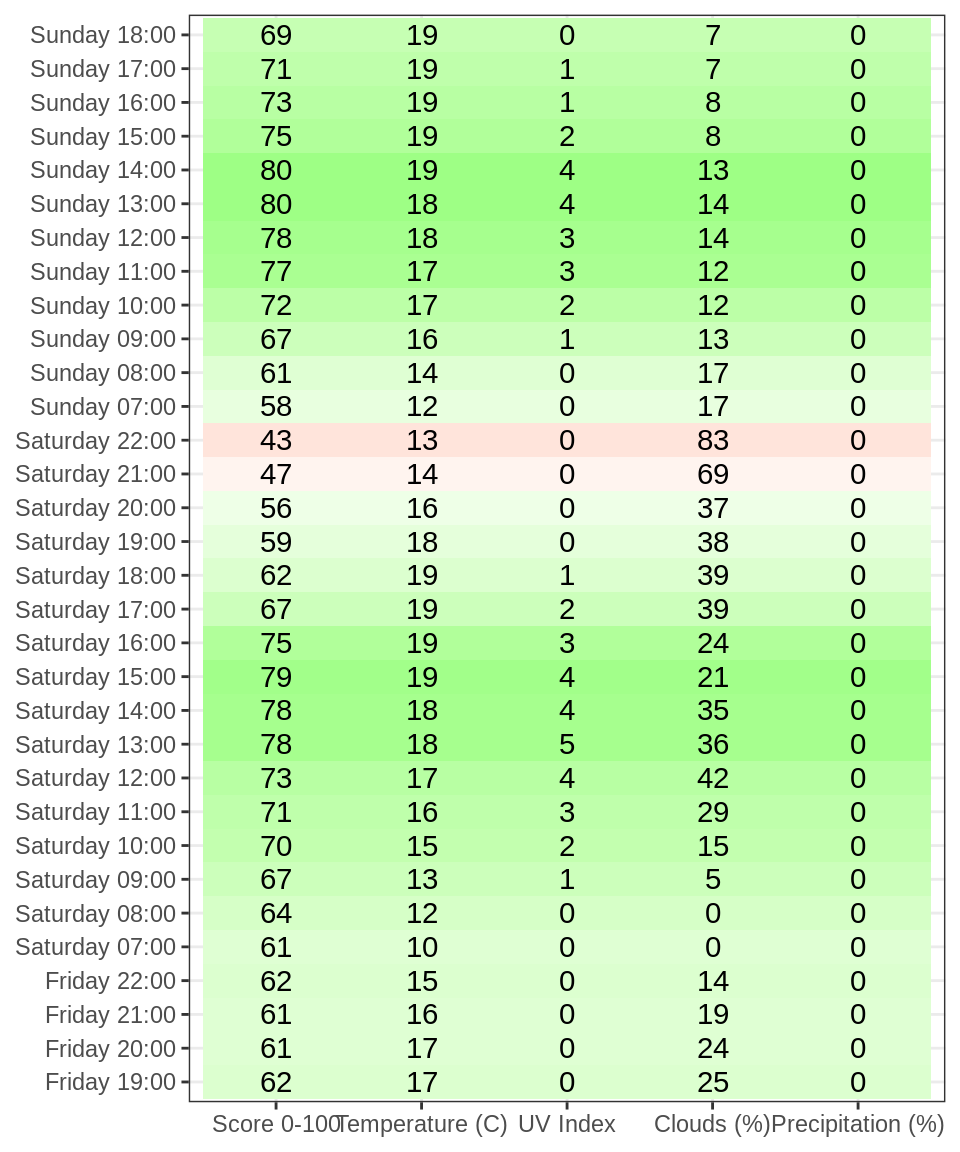 Sunday 18:00 69 19 0 7 0
Sunday 17:00 71 19 1 7 0
Sunday 16:00 73 19 1 8 0
Sunday 15:00 75 19 2 8 0
Sunday 14:00 80 19 4 13 0
Sunday 13:00 80 18 4 14 0
Sunday 12:00 78 18 3 14 0
Sunday 11:00 77 17 3 12 0
Sunday 10:00 72 17 2 12 0
Sunday 09:00 67 16 1 13 0
Sunday 08:00 61 14 0 17 0
Sunday 07:00 58 12 0 17 0
Saturday 22:00 43 13 0 83 0
Saturday 21:00 47 14 0 69 0
Saturday 20:00 56 16 0 37 0
Saturday 19:00 59 18 0 38 0
Saturday 18:00 62 19 1 39 0
Saturday 17:00 67 19 2 39 0
Saturday 16:00 75 19 3 24 0
Saturday 15:00 79 19 4 21 0
Saturday 14:00 78 18 4 35 0
Saturday 13:00 78 18 5 36 0
Saturday 12:00 73 17 4 42 0
Saturday 11:00 71 16 3 29 0
Saturday 10:00 70 15 2 15 0
Saturday 09:00 67 13 1 5 0
Saturday 08:00 64 12 0 0 0
Saturday 07:00 61 10 0 0 0
Friday 22:00 62 15 0 14 0
Friday 21:00 61 16 0 19 0
Friday 20:00 61 17 0 24 0
Friday 19:00 62 17 0 25 0
Score 0-100 Temperature (C) UV Index Clouds (%) Precipitation (%)